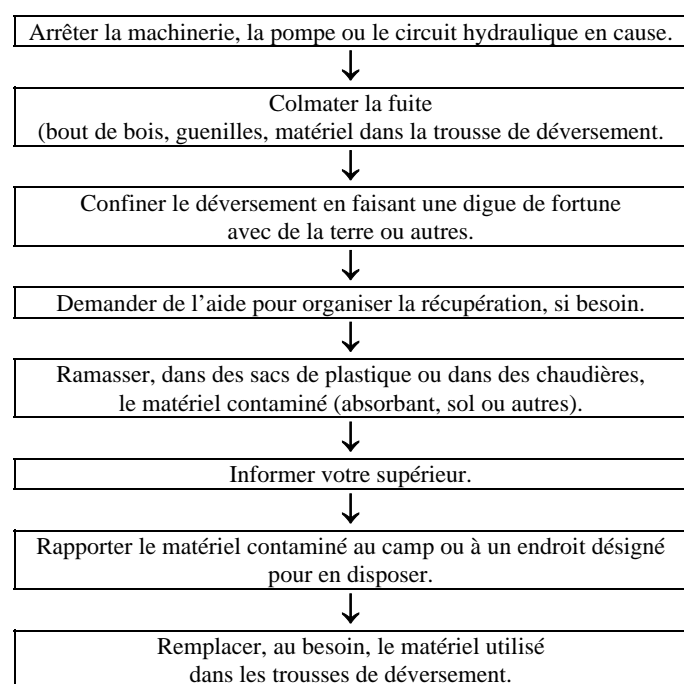 Arrêter la machinerie, la pompe ou le circuit hydraulique en cause.
Colmater la fuite
(bout de bois, guenilles, matériel dans la trousse de déversement.
Confiner le déversement en faisant une digue de fortune
avec de la terre ou autres.
Demander de l’aide pour organiser la récupération, si besoin.
Ramasser, dans des sacs de plastique ou dans des chaudières,
le matériel contaminé (absorbant, sol ou autres).
Informer votre supérieur.
Rapporter le matériel contaminé au camp ou à un endroit désigné
pour en disposer.
Remplacer, au besoin, le matériel utilisé
dans les trousses de déversement.